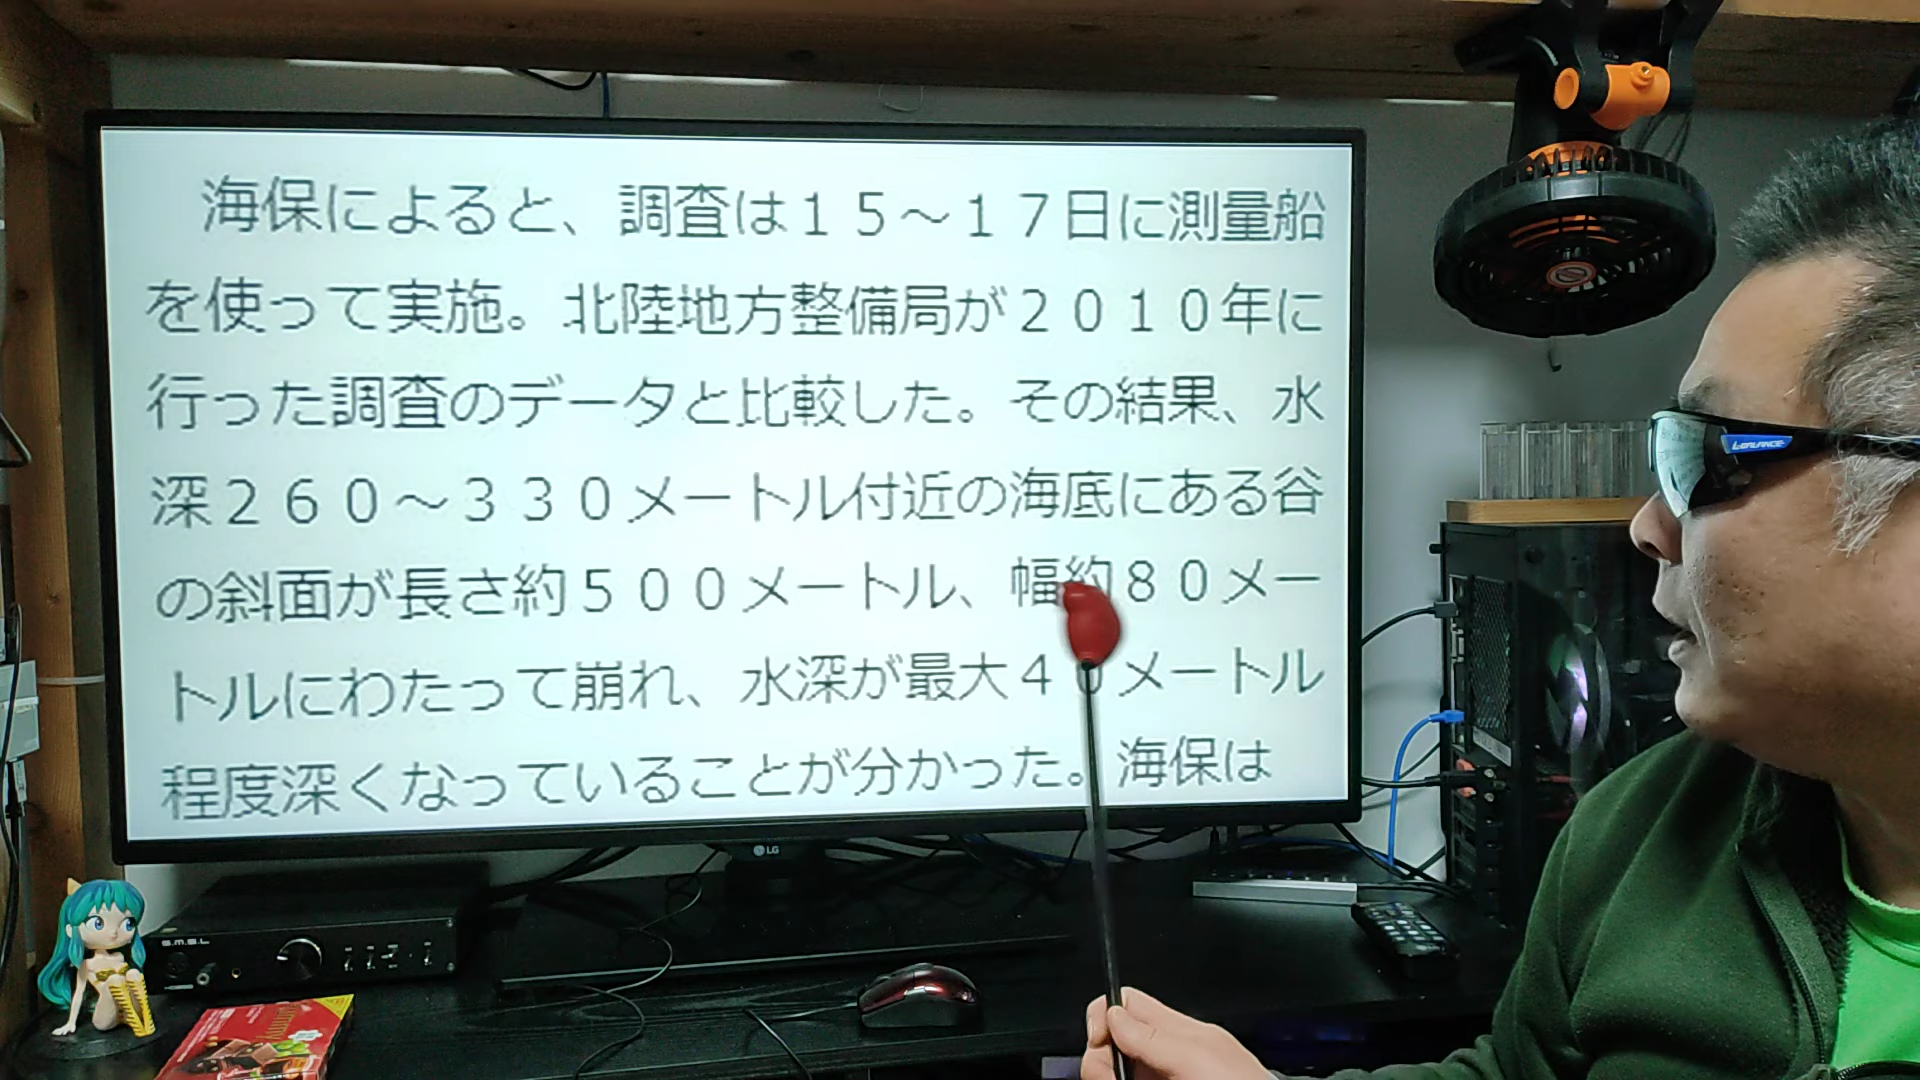 海保によると、調査は１５～１７日に測量船
を使って実施。北陸地方整備局が２０１０年に
行った調査のデータと比較した。その結果、水
深２６０～３３０メートル付近の海底にある谷
の斜面が長さ約５００メートル、幅約８０メー
トルにわたって崩れ、水深が最大４０メートル
程度深くなっていることが分かった。海保は
L-BALANCE
LG
S.M.S.L